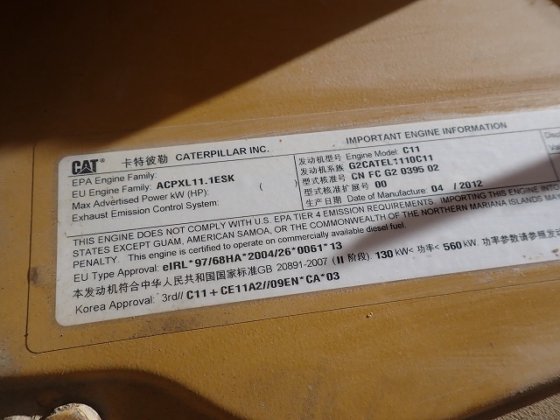 CAT 卡特彼勒 CATERPILLAR INC. IMPORTANT ENGINE INFORMATION
EPA Engine Family:
EU Engine Family: ACPXL11.1ESK
Max Advertised Power kW (HP): ( )
Exhaust Emission Control System:
发动机型号 Engine Model: C11
发动机系族 G2CATEL1110C11
型式核准号 CN FC G2 0395 02
型式核准扩展号 00
生产日期 Date of Manufacture: 04 / 2012
THIS ENGINE DOES NOT COMPLY WITH U.S. EPA TIER 4 EMISSION REQUIREMENTS. IMPORTING THIS ENGINE INTO
STATES EXCEPT GUAM, AMERICAN SAMOA, OR THE COMMONWEALTH OF THE NORTHERN MARIANA ISLANDS MAY
PENALTY. This engine is certified to operate on commercially available diesel fuel.
EU Type Approval: eIRL*97/68HA*2004/26*0061*13
本发动机符合中华人民共和国国家标准GB 20891-2007 (II 阶段). 130 kW< 功率< 560 kW. 功率参数请参照发
Korea Approval: 3rd// C11 + CE11A2//09EN*CA*03